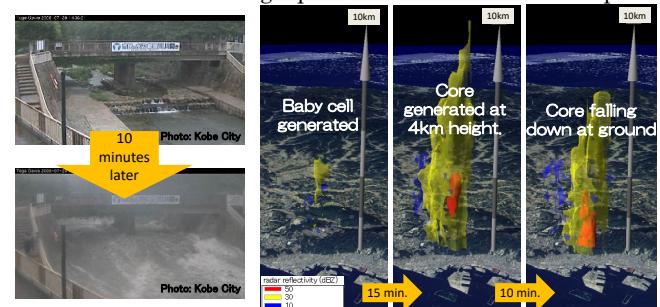 Photo: Kobe City
10
minutes
later
Photo: Kobe City
10km
Baby cell
generated
radar reflectivity (dBZ)
50
30
10
15 min.
10km
Core
generated at
4km height.
10 min.
10km
Core falling
down at ground